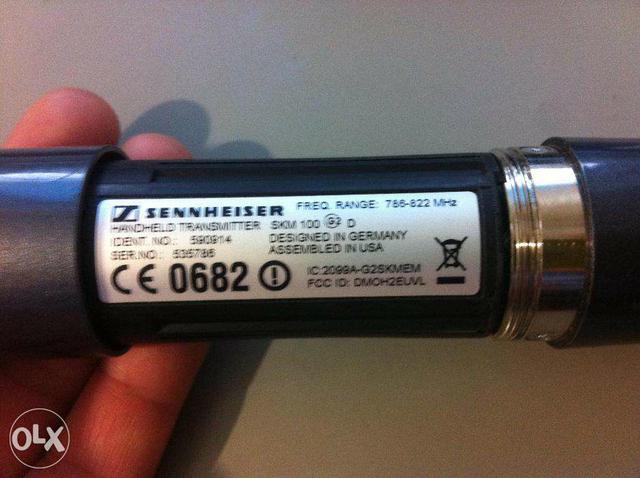 SENNHEISER FREQ. RANGE: 786-822 MHz
HANDHELD TRANSMITTER SKM 100 G2 D
IDENT. NO.: 590814 DESIGNED IN GERMANY
SER.NO.: 535786 ASSEMBLED IN USA
CE 0682
IC:2099A-G2SKMEM
FCC ID: DMOH2EUVL
OLX